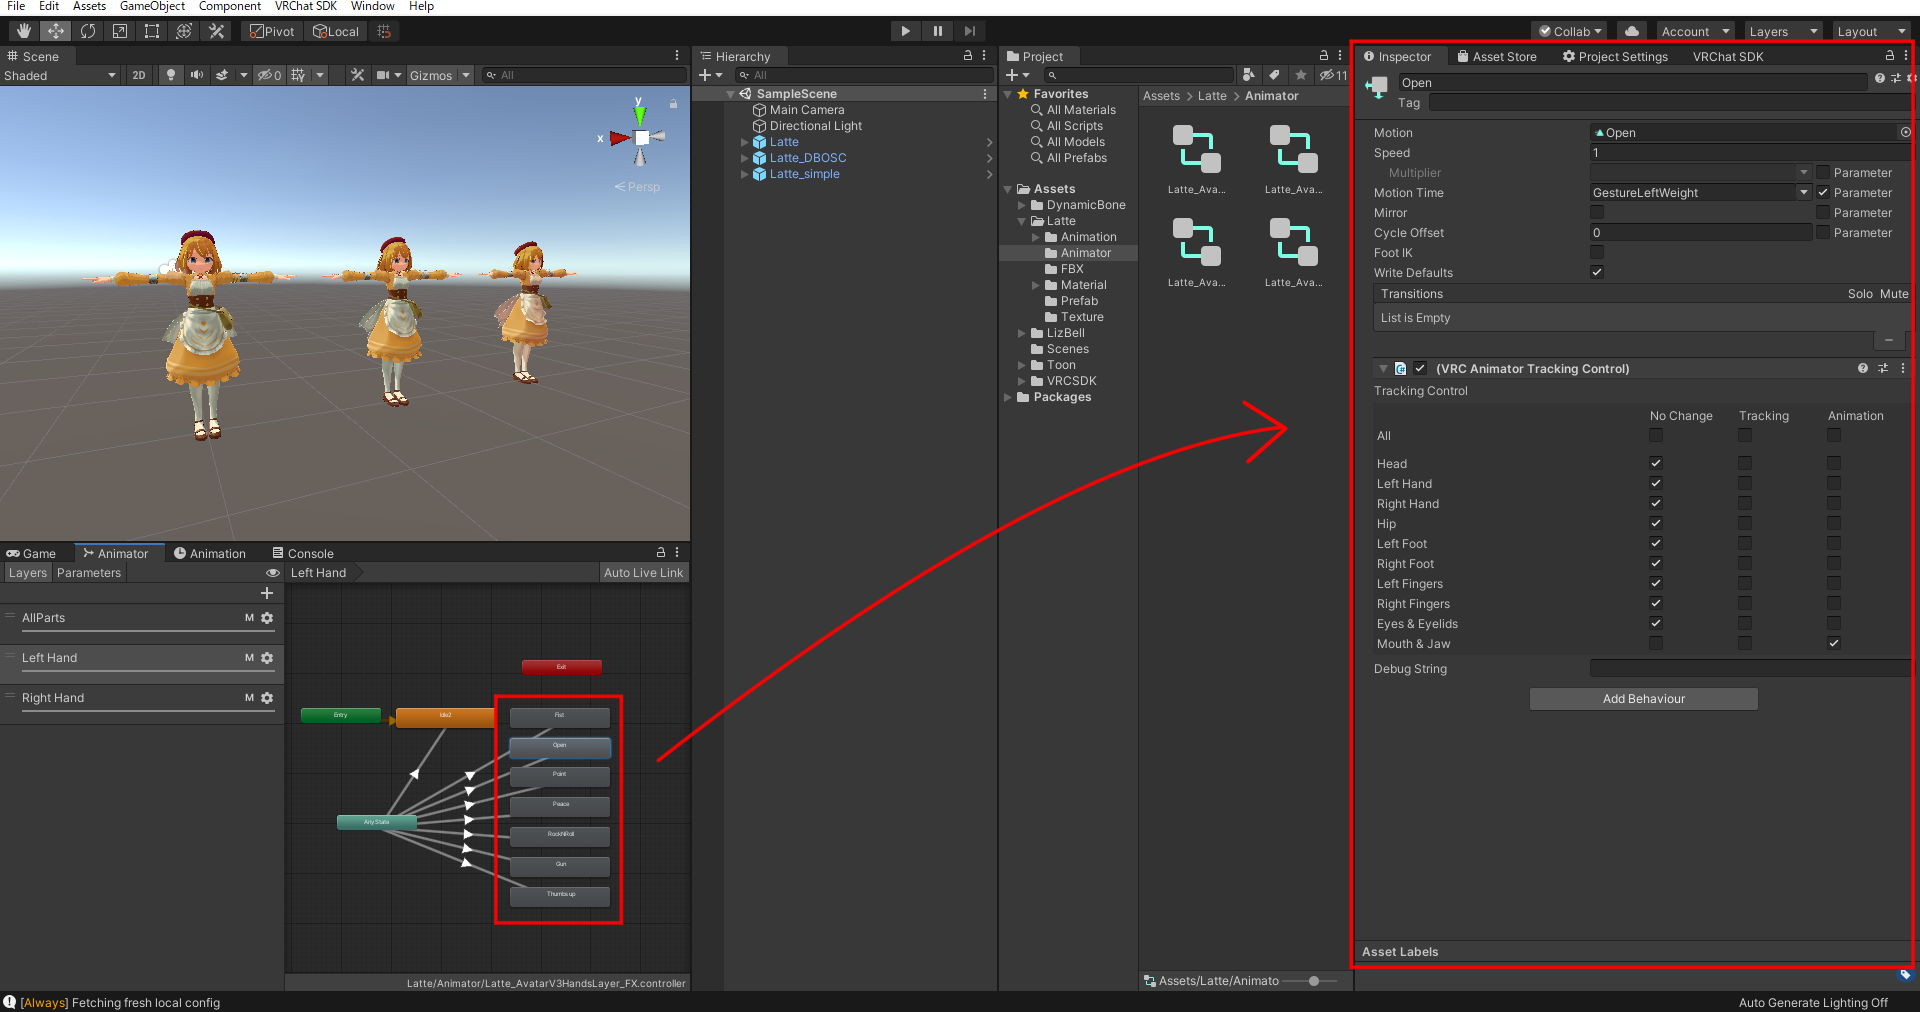 File Edit Assets GameObject Component VRChat SDK Window Help
Pivot Local Collab Account Layers Layout
Scene
Shaded 2D 0 Gizmos All
y
x
Persp
Game Animator Animation Console
Layers Parameters Left Hand Auto Live Link
AllParts M
Left Hand M
Right Hand M
Exit
Entry Idle2
Fist
Open
Point
Peace
RockNRoll
Gun
Thumbs up
Any State
Latte/Animator/Latte_AvatarV3HandsLayer_FX.controller
Hierarchy
All
SampleScene
Main Camera
Directional Light
Latte
Latte_DBOSC
Latte_simple
Project
11
Favorites
All Materials
All Scripts
All Models
All Prefabs
Assets
DynamicBone
Latte
Animation
Animator
FBX
Material
Prefab
Texture
LizBell
Scenes
Toon
VRCSDK
Packages
Assets > Latte > Animator
Latte_Ava... Latte_Ava...
Latte_Ava... Latte_Ava...
Assets/Latte/Animato
Inspector Asset Store Project Settings VRChat SDK
Open
Tag
Motion Open
Speed 1
Multiplier Parameter
Motion Time GestureLeftWeight Parameter
Mirror Parameter
Cycle Offset 0 Parameter
Foot IK
Write Defaults
Transitions Solo Mute
List is Empty
(VRC Animator Tracking Control)
Tracking Control
No Change Tracking Animation
All
Head
Left Hand
Right Hand
Hip
Left Foot
Right Foot
Left Fingers
Right Fingers
Eyes & Eyelids
Mouth & Jaw
Debug String
Add Behaviour
Asset Labels
[Always] Fetching fresh local config
Auto Generate Lighting Off